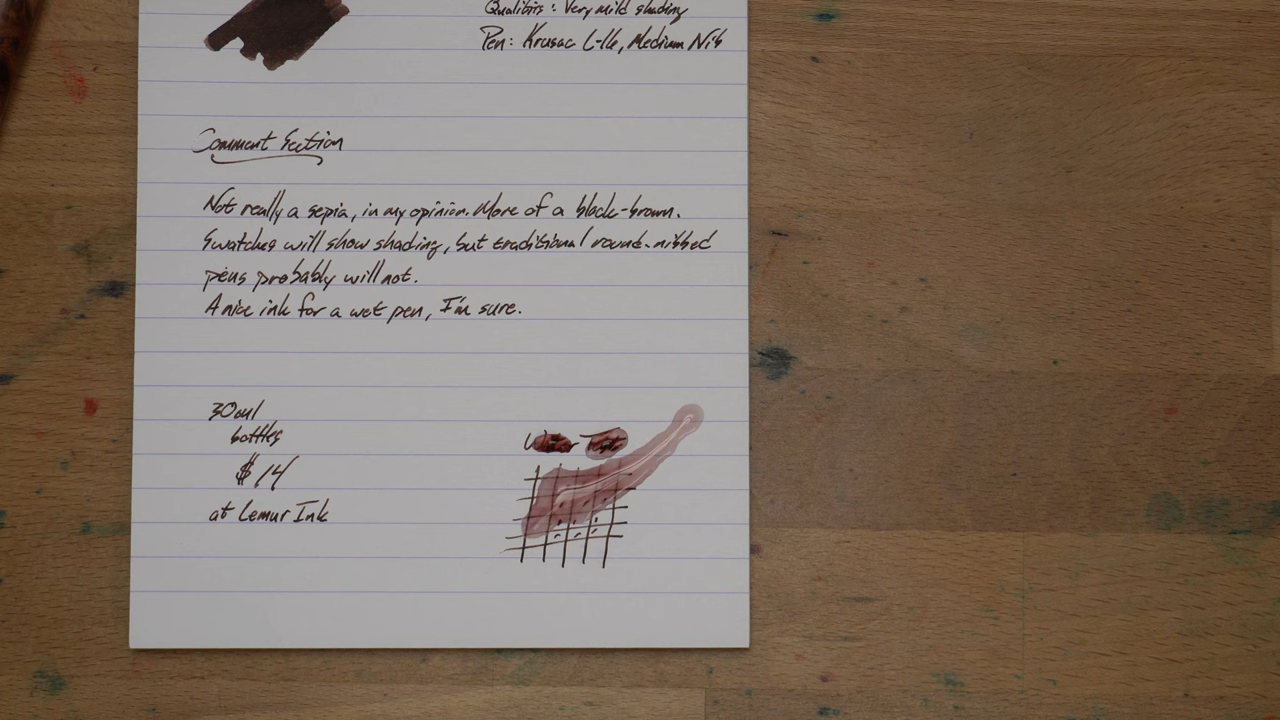 Qualities: Very mild shading
Pen: Krusac L-16, Medium Nib
Comment Section
Not really a sepia, in my opinion. More of a black-brown.
Swatches will show shading, but traditional round-nibbed
pens probably will not.
A nice ink for a wet pen, I'm sure.
30ml
bottles
$14
at Lemur Ink